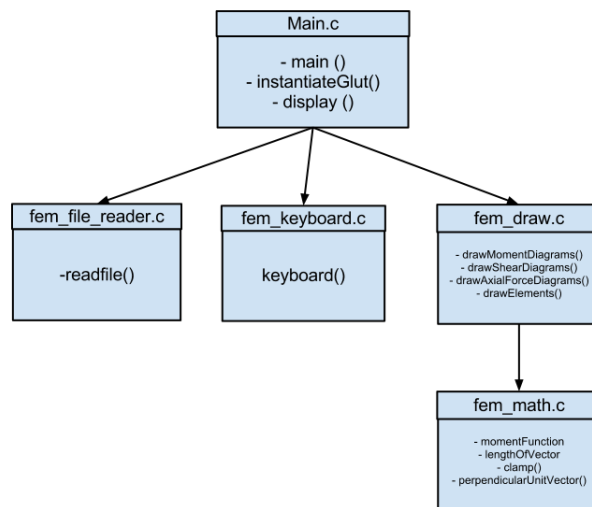 Main.c
- main ()
- instantiateGlut()
- display ()
fem_file_reader.c
-readfile()
fem_keyboard.c
keyboard()
fem_draw.c
- drawMomentDiagrams()
- drawShearDiagrams()
- drawAxialForceDiagrams()
- drawElements()
fem_math.c
- momentFunction
- lengthOfVector
- clamp()
- perpendicularUnitVector()